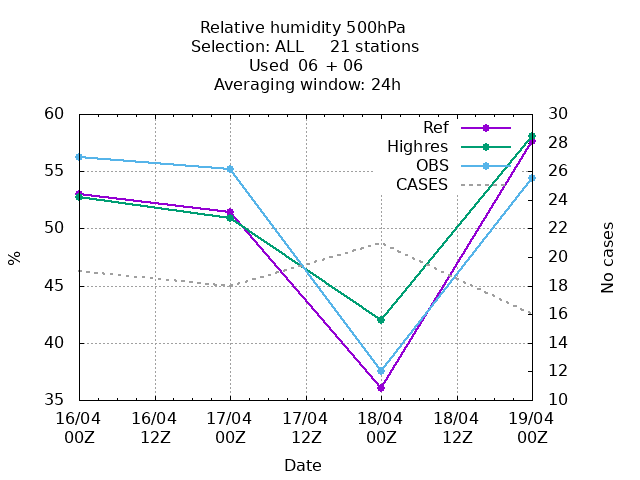 Relative humidity 500hPa
Selection: ALL 21 stations
Used 06 + 06
Averaging window: 24h
60 30
Ref 28
Highres
OBS
55 26
CASES
24
50 22
% 20 No cases
45 18
16
40 14
12
35 10
16/04 16/04 17/04 17/04 18/04 18/04 19/04
00Z 12Z 00Z 12Z 00Z 12Z 00Z
Date